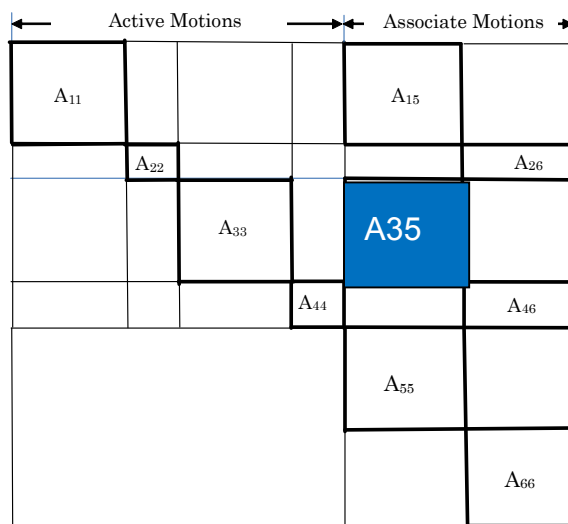 Active Motions Associate Motions
A₁₁ A₁₅
A₂₂ A₂₆
A₃₃ A35
A₄₄ A₄₆
A₅₅
A₆₆